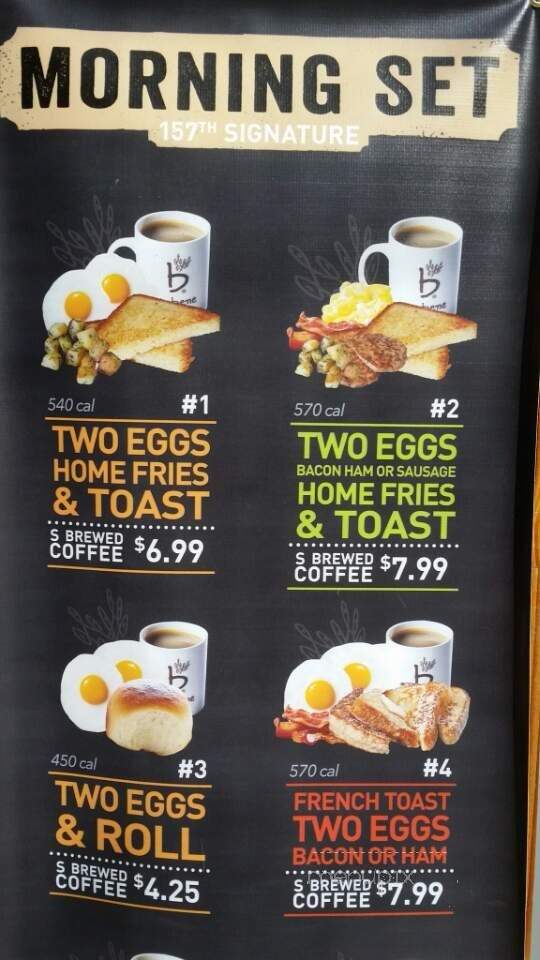 MORNING SET
157TH SIGNATURE
b
b
540 cal #1
570 cal #2
TWO EGGS
HOME FRIES
& TOAST
S BREWED
COFFEE $6.99
TWO EGGS
BACON HAM OR SAUSAGE
HOME FRIES
& TOAST
S BREWED
COFFEE $7.99
b
b
450 cal #3
570 cal #4
TWO EGGS
& ROLL
S BREWED
COFFEE $4.25
FRENCH TOAST
TWO EGGS
BACON OR HAM
S BREWED
COFFEE $7.99